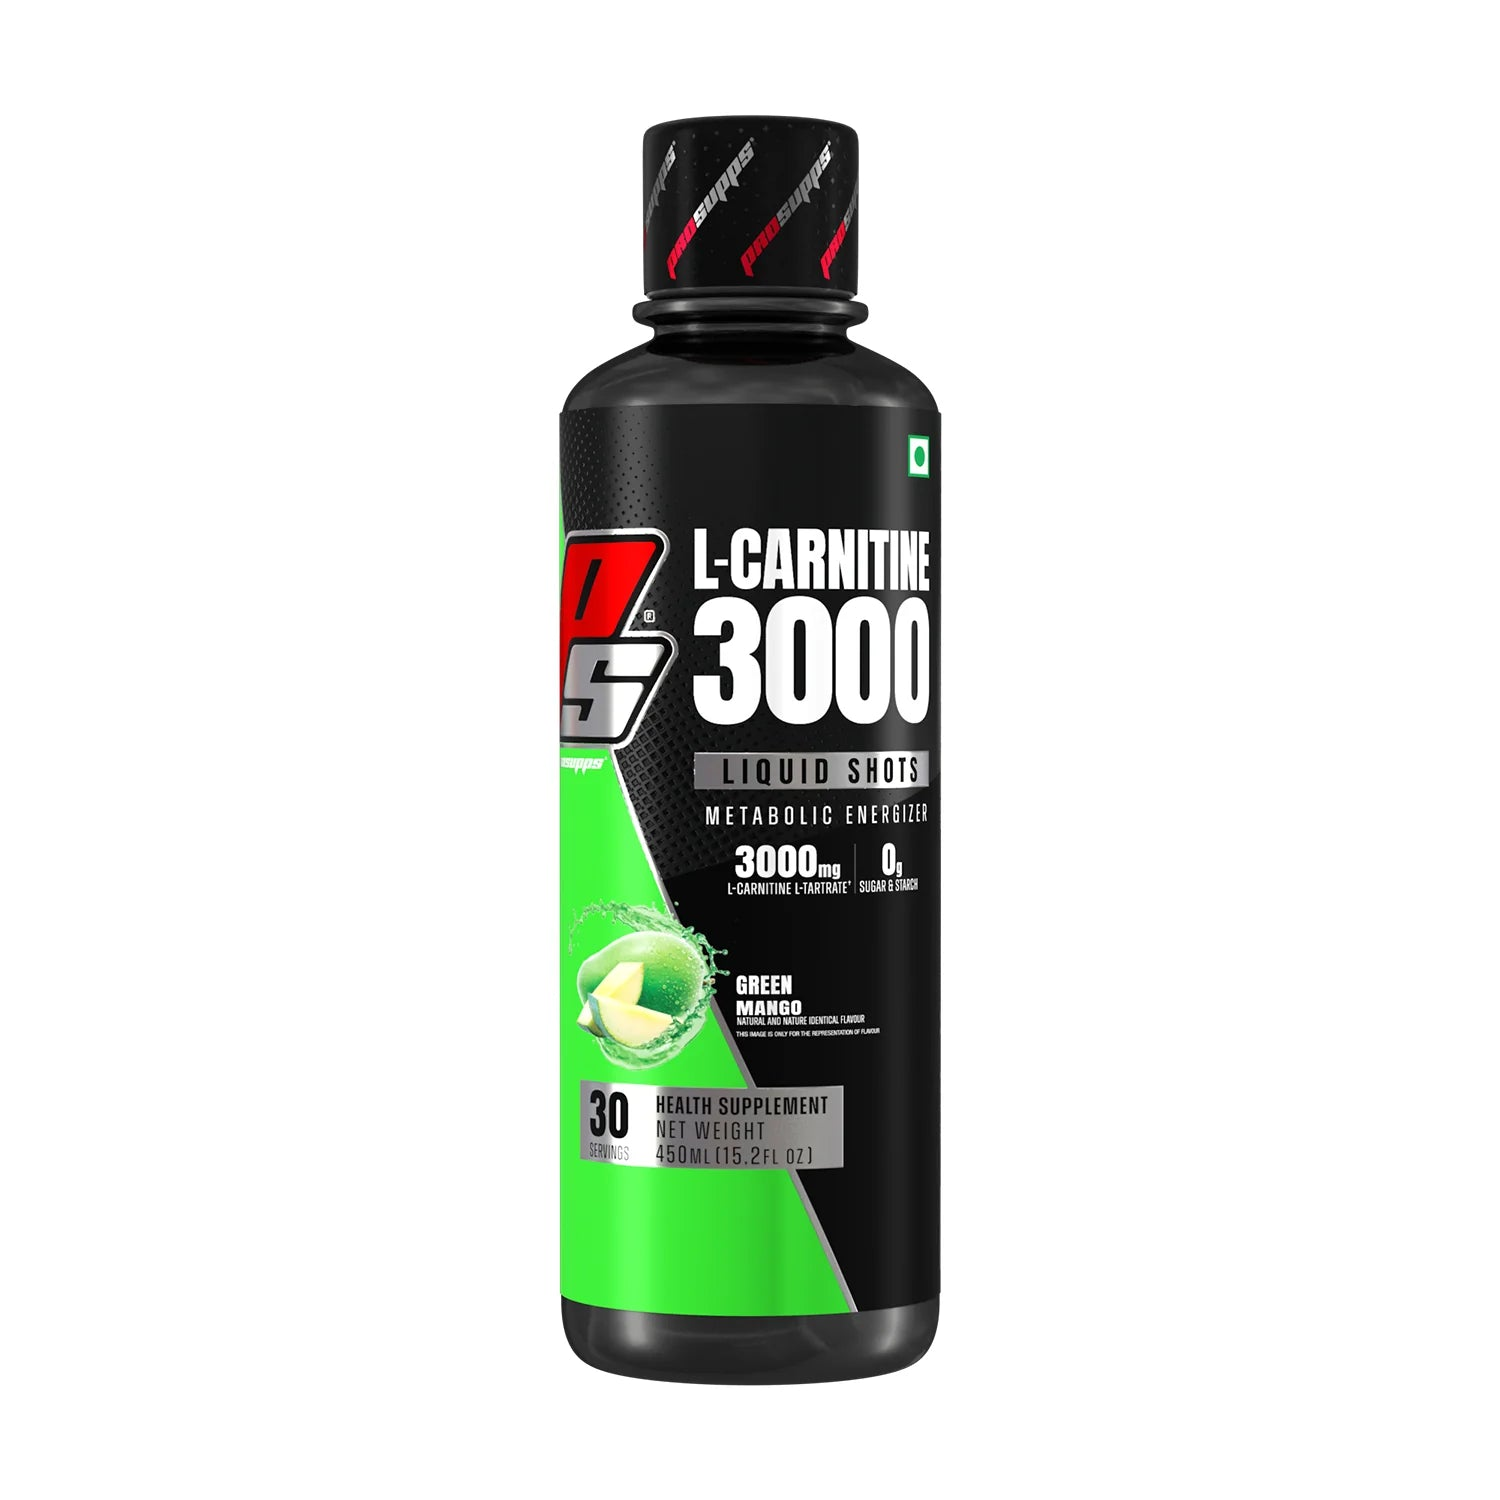 PROSUPPS®
PROSUPPS®
PS®
L-CARNITINE
3000
LIQUID SHOTS
METABOLIC ENERGIZER
3000mg
L-CARNITINE L-TARTRATE*
0g
SUGAR & STARCH
GREEN
MANGO
NATURAL AND NATURE IDENTICAL FLAVOUR
THIS IMAGE IS ONLY FOR THE REPRESENTATION OF FLAVOUR
30
SERVINGS
HEALTH SUPPLEMENT
NET WEIGHT
450ML (15.2FL OZ)